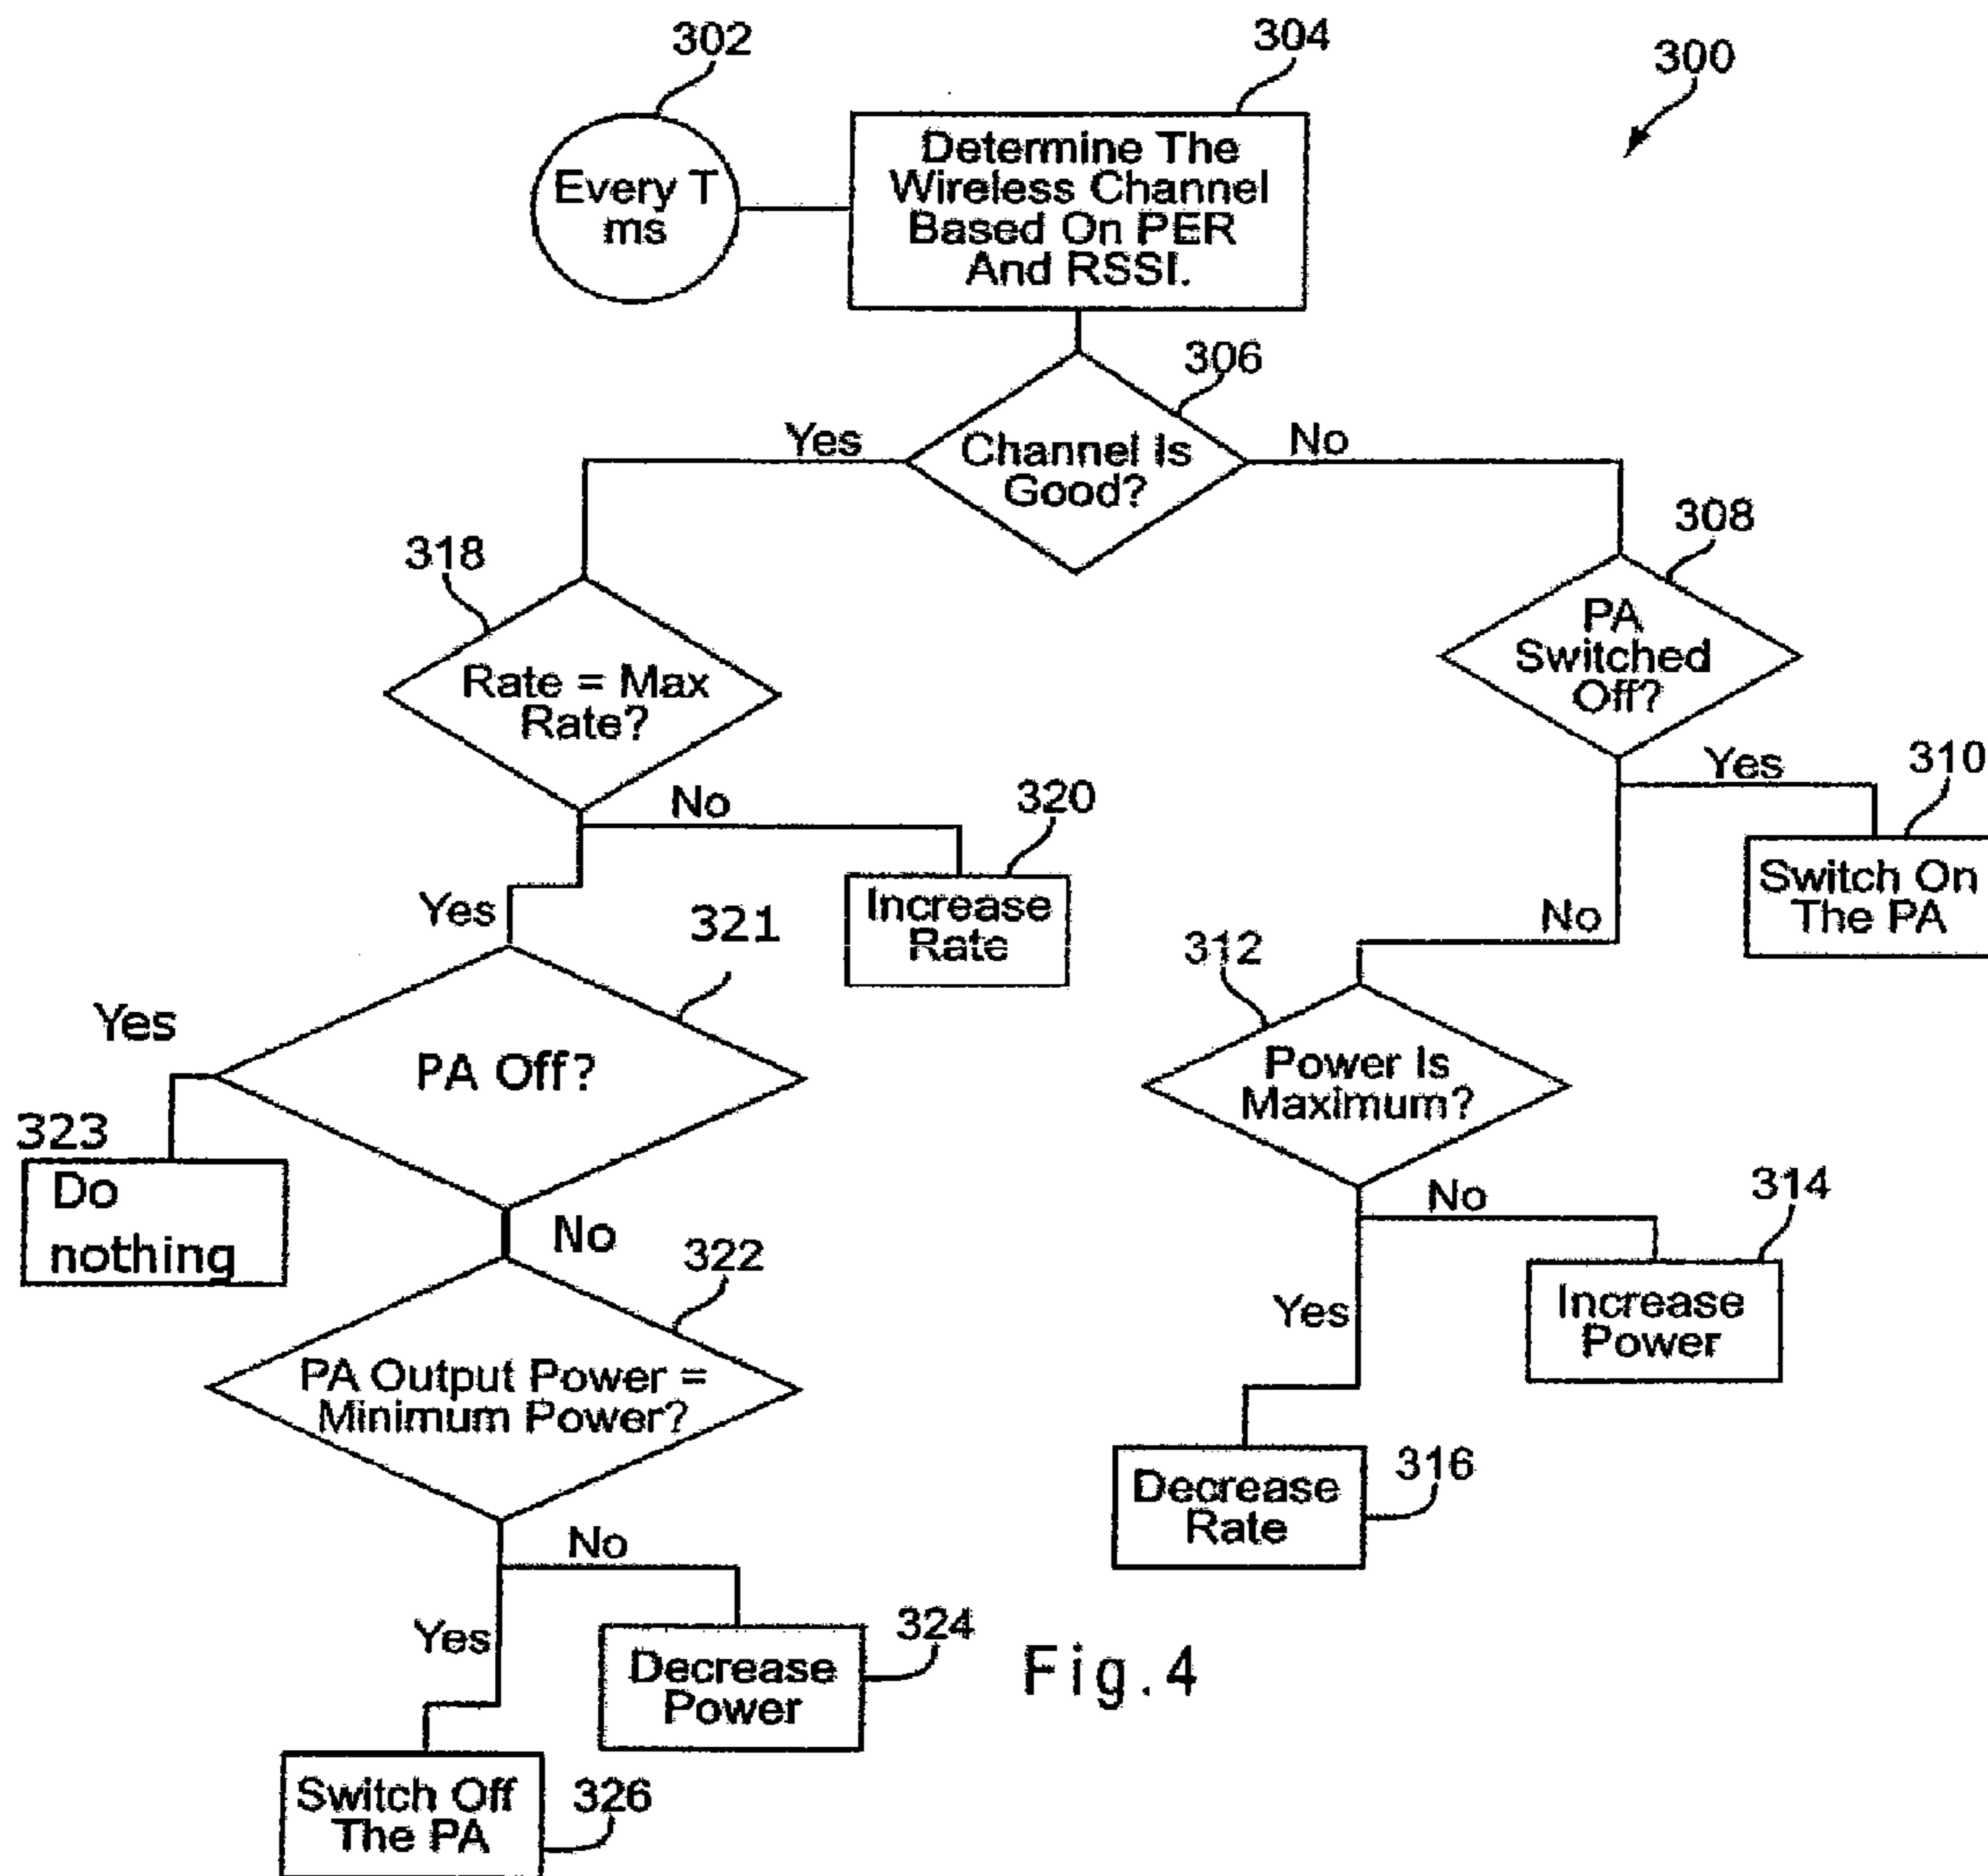 302
304
300
Every T
ms
Determine The
Wireless Channel
Based On PER
And RSSI.
306
Yes
Channel Is
Good?
No
308
318
PA
Switched
Off?
Rate = Max
Rate?
Yes
310
No
320
Switch On
The PA
Yes
321
Increase
Rate
No
312
Yes
PA Off?
Power Is
Maximum?
323
Do
nothing
No
314
No
322
Yes
Increase
Power
PA Output Power =
Minimum Power?
Decrease
Rate
316
No
Yes
324
Decrease
Power
Fig.4
Switch Off
The PA
326